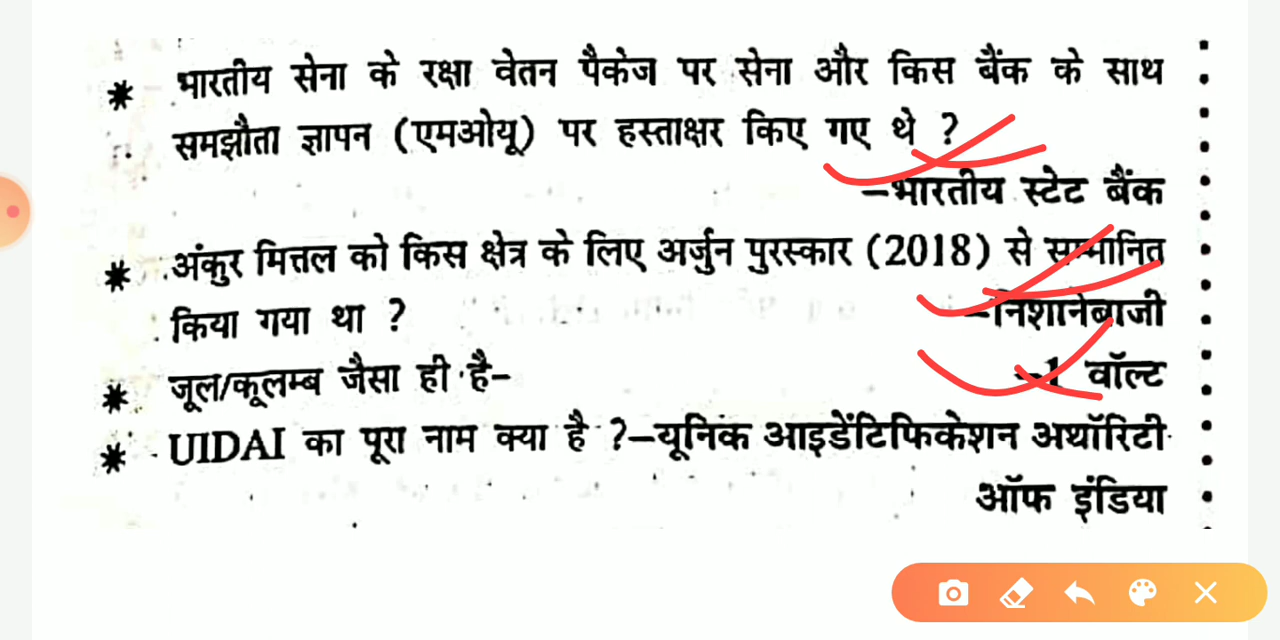 * भारतीय सेना के रक्षा वेतन पैकेज पर सेना और किस बैंक के साथ
समझौता ज्ञापन (एमओयू) पर हस्ताक्षर किए गए थे ?
–भारतीय स्टेट बैंक
* अंकुर मित्तल को किस क्षेत्र के लिए अर्जुन पुरस्कार (2018) से सम्मानित
किया गया था ?
–निशानेबाजी
* जूल/कूलम्ब जैसा ही है– –1 वॉल्ट
* UIDAI का पूरा नाम क्या है ?–यूनिक आइडेंटिफिकेशन अथॉरिटी
ऑफ इंडिया